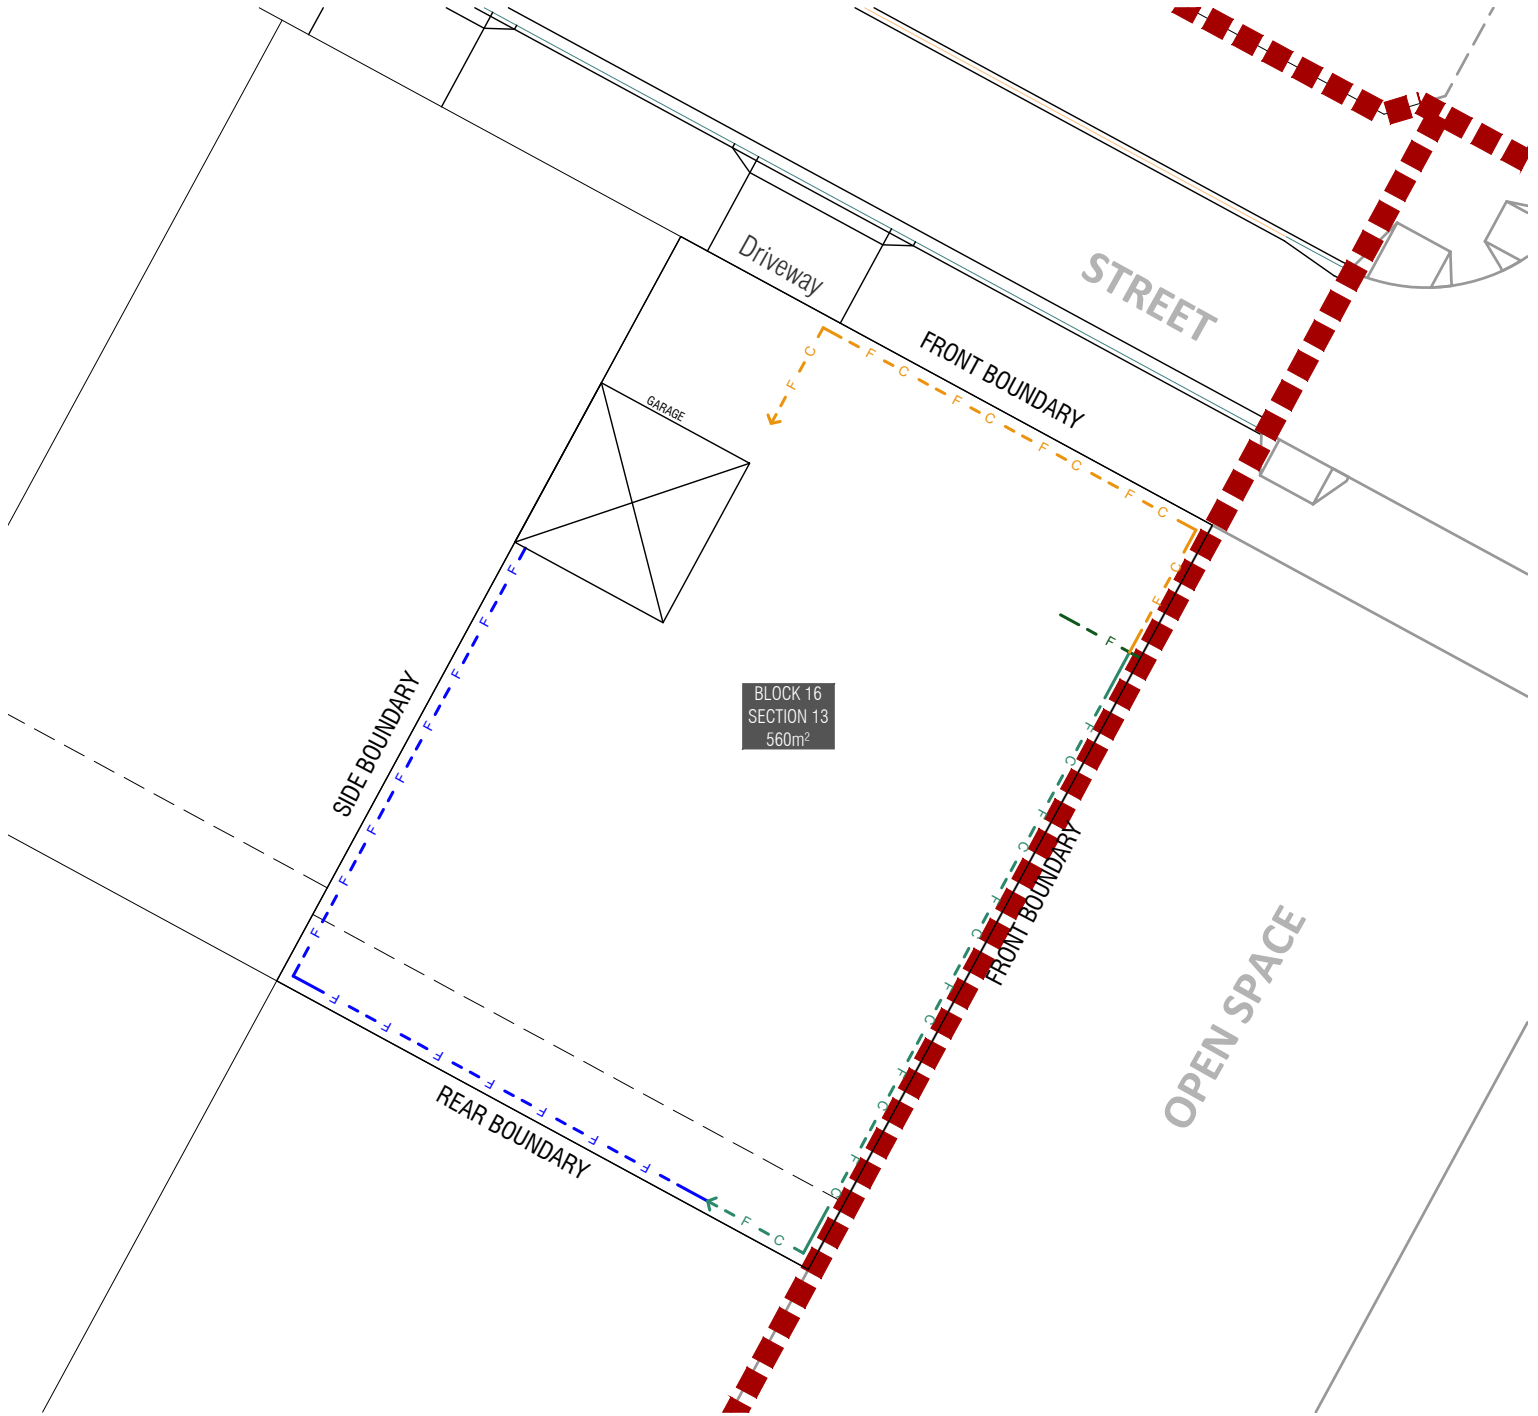 STREET
Driveway
FRONT BOUNDARY
C F C F C F C F C
F C
GARAGE
C F
F
F F F F F F F F
BLOCK 16
SECTION 13
560m²
SIDE BOUNDARY
F C F C F C F C F C F C
FRONT BOUNDARY
OPEN SPACE
F F F F F F F
REAR BOUNDARY
F C